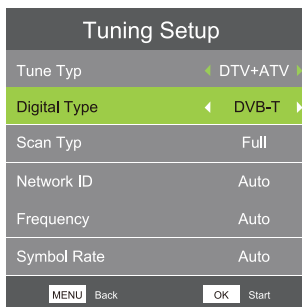 Tuning Setup
Tune Typ DTV+ATV
Digital Type DVB-T
Scan Typ Full
Network ID Auto
Frequency Auto
Symbol Rate Auto
MENU Back OK Start